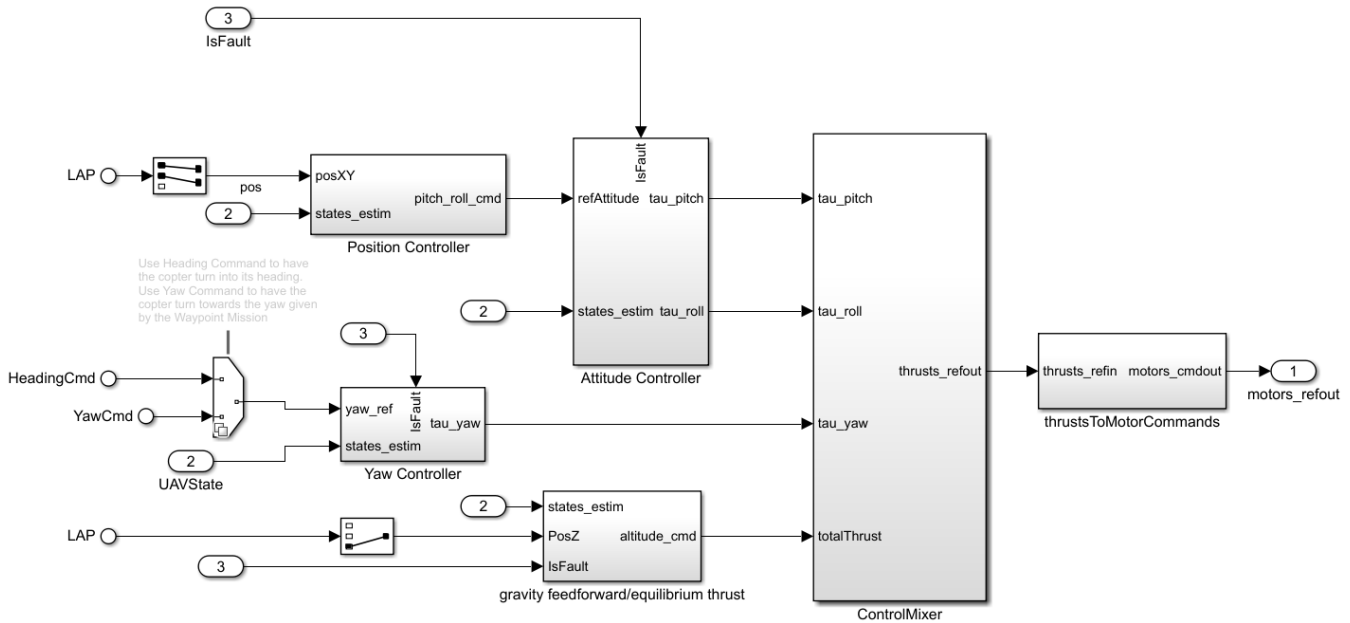 3
IsFault
LAP
pos
2
posXY
states_estim
pitch_roll_cmd
Position Controller
IsFault
refAttitude
tau_pitch
2
states_estim
tau_roll
Attitude Controller
Use Heading Command to have
the copter turn into its heading.
Use Yaw Command to have the
copter turn towards the yaw given
by the Waypoint Mission
3
HeadingCmd
YawCmd
2
UAVState
IsFault
yaw_ref
tau_yaw
states_estim
Yaw Controller
LAP
3
2
states_estim
PosZ
altitude_cmd
IsFault
gravity feedforward/equilibrium thrust
tau_pitch
tau_roll
thrusts_refout
tau_yaw
totalThrust
ControlMixer
thrusts_refin
motors_cmdout
thrustsToMotorCommands
1
motors_refout